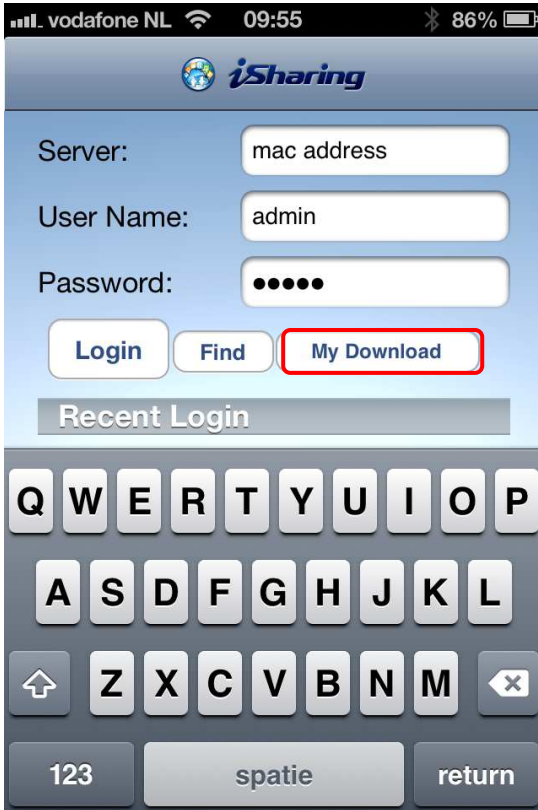 vodafone NL 09:55 86%
iSharing
Server: mac address
User Name: admin
Password: •••••
Login Find My Download
Recent Login
Q W E R T Y U I O P
A S D F G H J K L
Z X C V B N M
123 spatie return